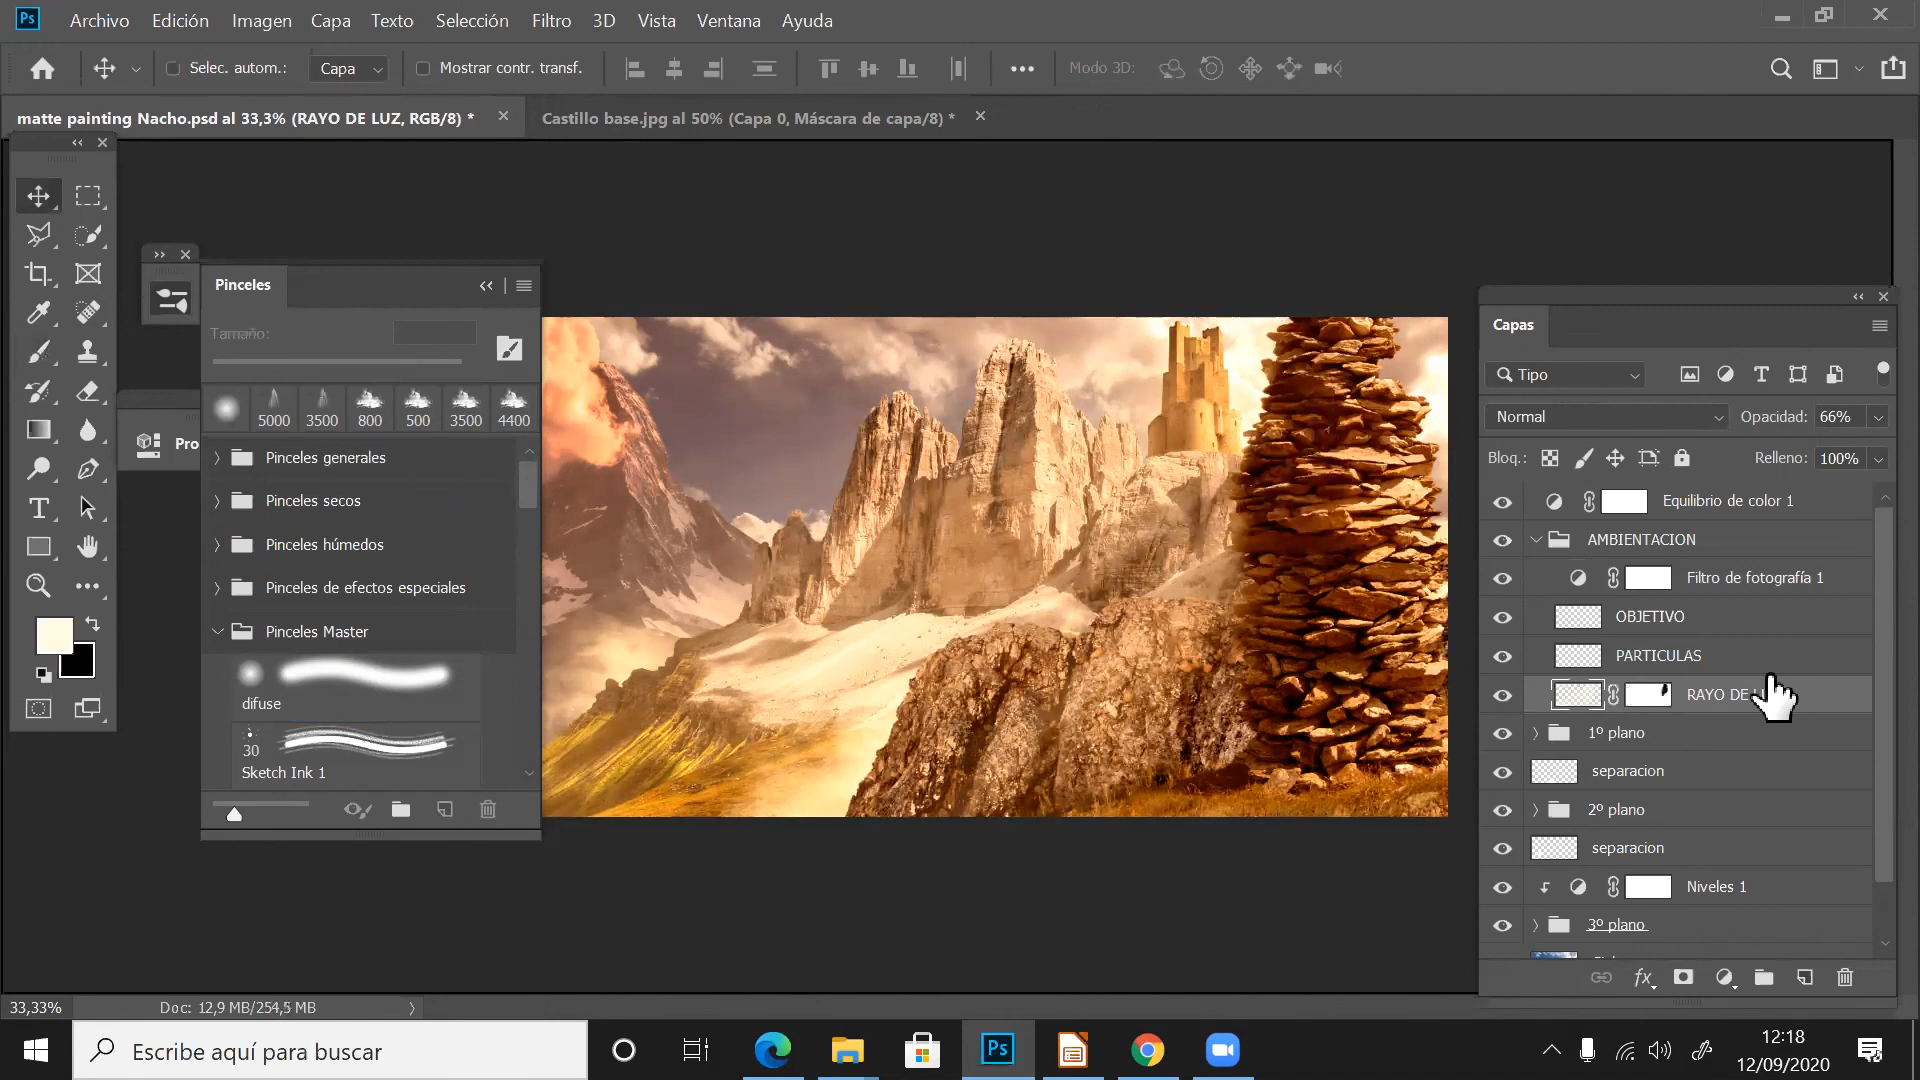 Ps
Archivo Edición Imagen Capa Texto Selección Filtro 3D Vista Ventana Ayuda
Selec. autom.: Capa Mostrar contr. transf. Modo 3D:
matte painting Nacho.psd al 33,3% (RAYO DE LUZ, RGB/8) *
Castillo base.jpg al 50% (Capa 0, Máscara de capa/8) *
Pinceles
Tamaño:
5000 3500 800 500 3500 4400
Pro
Pinceles generales
Pinceles secos
Pinceles húmedos
Pinceles de efectos especiales
Pinceles Master
difuse
30
Sketch Ink 1
Capas
Tipo
Normal Opacidad: 66%
Bloq.: Relleno: 100%
Equilibrio de color 1
AMBIENTACION
Filtro de fotografía 1
OBJETIVO
PARTICULAS
RAYO DE
1º plano
separacion
2º plano
separacion
Niveles 1
3º plano
fx
33,33% Doc: 12,9 MB/254,5 MB
Escribe aquí para buscar
Ps
12:18
12/09/2020